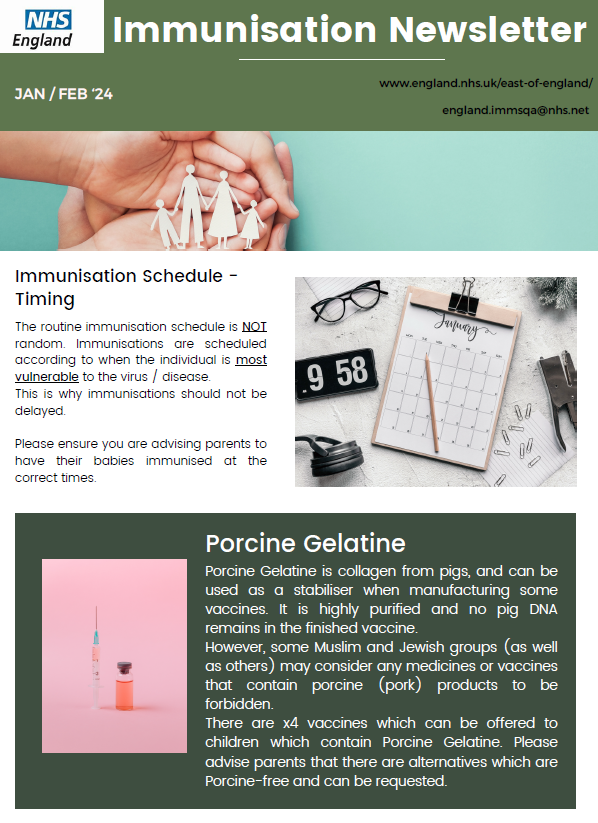 NHS
England
Immunisation Newsletter
JAN / FEB ‘24
www.england.nhs.uk/east-of-england/
england.immsqa@nhs.net
Immunisation Schedule -
Timing
The routine immunisation schedule is NOT
random. Immunisations are scheduled
according to when the individual is most
vulnerable to the virus / disease.
This is why immunisations should not be
delayed.
Please ensure you are advising parents to
have their babies immunised at the
correct times.
January
9 58
Porcine Gelatine
Porcine Gelatine is collagen from pigs, and can be
used as a stabiliser when manufacturing some
vaccines. It is highly purified and no pig DNA
remains in the finished vaccine.
However, some Muslim and Jewish groups (as well
as others) may consider any medicines or vaccines
that contain porcine (pork) products to be
forbidden.
There are x4 vaccines which can be offered to
children which contain Porcine Gelatine. Please
advise parents that there are alternatives which are
Porcine-free and can be requested.